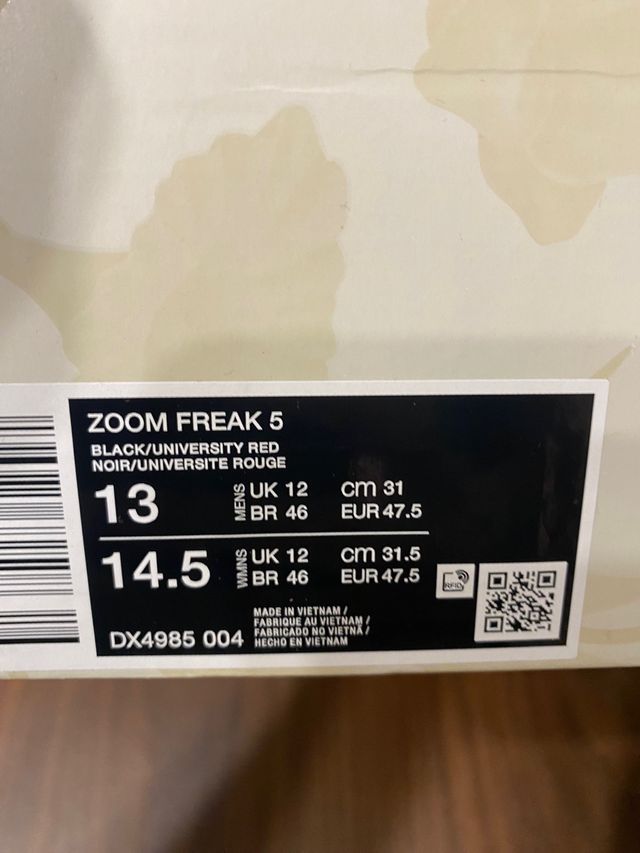 ZOOM FREAK 5
BLACK/UNIVERSITY RED
NOIR/UNIVERSITE ROUGE
13 MENS UK 12 cm 31
BR 46 EUR 47.5
14.5 WMNS UK 12 cm 31.5
BR 46 EUR 47.5
RFID
DX4985 004
MADE IN VIETNAM /
FABRIQUE AU VIETNAM /
FABRICADO NO VIETNÃ /
HECHO EN VIETNAM